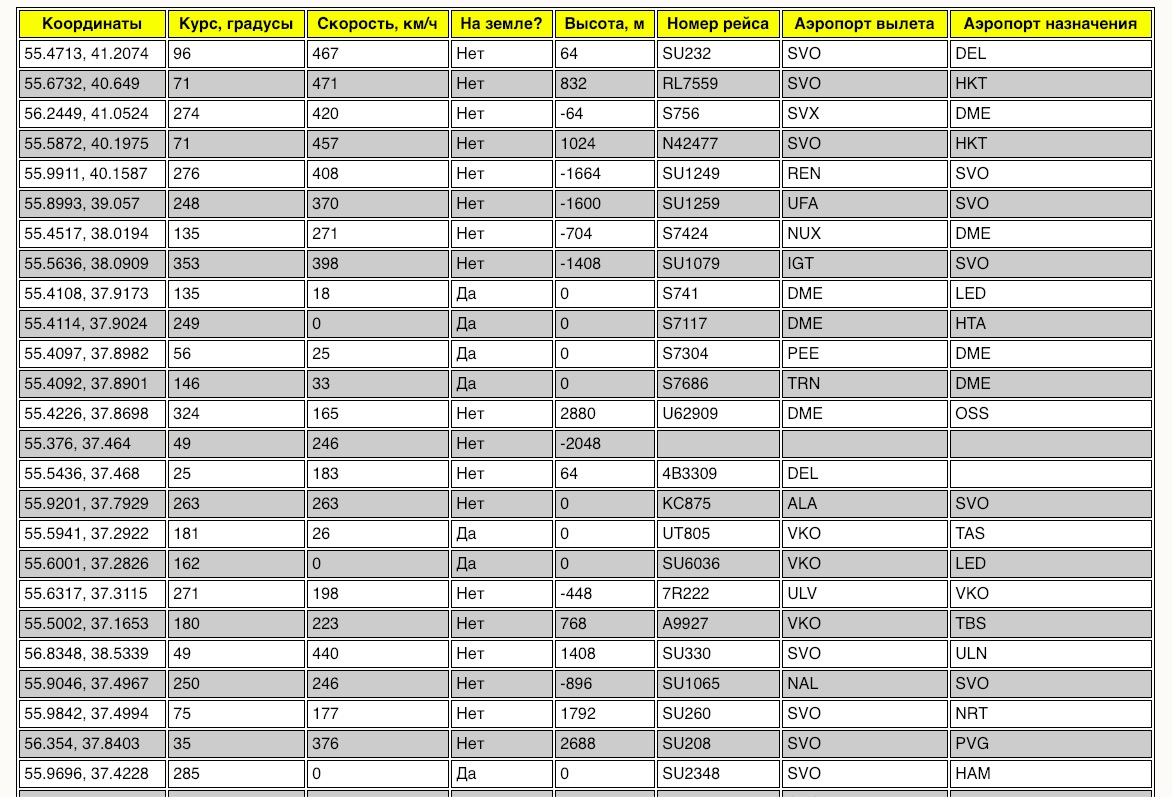 Координаты Курс, градусы Скорость, км/ч На земле? Высота, м Номер рейса Аэропорт вылета Аэропорт назначения
55.4713, 41.2074 96 467 Нет 64 SU232 SVO DEL
55.6732, 40.649 71 471 Нет 832 RL7559 SVO HKT
56.2449, 41.0524 274 420 Нет -64 S756 SVX DME
55.5872, 40.1975 71 457 Нет 1024 N42477 SVO HKT
55.9911, 40.1587 276 408 Нет -1664 SU1249 REN SVO
55.8993, 39.057 248 370 Нет -1600 SU1259 UFA SVO
55.4517, 38.0194 135 271 Нет -704 S7424 NUX DME
55.5636, 38.0909 353 398 Нет -1408 SU1079 IGT SVO
55.4108, 37.9173 135 18 Да 0 S741 DME LED
55.4114, 37.9024 249 0 Да 0 S7117 DME HTA
55.4097, 37.8982 56 25 Да 0 S7304 PEE DME
55.4092, 37.8901 146 33 Да 0 S7686 TRN DME
55.4226, 37.8698 324 165 Нет 2880 U62909 DME OSS
55.376, 37.464 49 246 Нет -2048
55.5436, 37.468 25 183 Нет 64 4B3309 DEL
55.9201, 37.7929 263 263 Нет 0 KC875 ALA SVO
55.5941, 37.2922 181 26 Да 0 UT805 VKO TAS
55.6001, 37.2826 162 0 Да 0 SU6036 VKO LED
55.6317, 37.3115 271 198 Нет -448 7R222 ULV VKO
55.5002, 37.1653 180 223 Нет 768 A9927 VKO TBS
56.8348, 38.5339 49 440 Нет 1408 SU330 SVO ULN
55.9046, 37.4967 250 246 Нет -896 SU1065 NAL SVO
55.9842, 37.4994 75 177 Нет 1792 SU260 SVO NRT
56.354, 37.8403 35 376 Нет 2688 SU208 SVO PVG
55.9696, 37.4228 285 0 Да 0 SU2348 SVO HAM